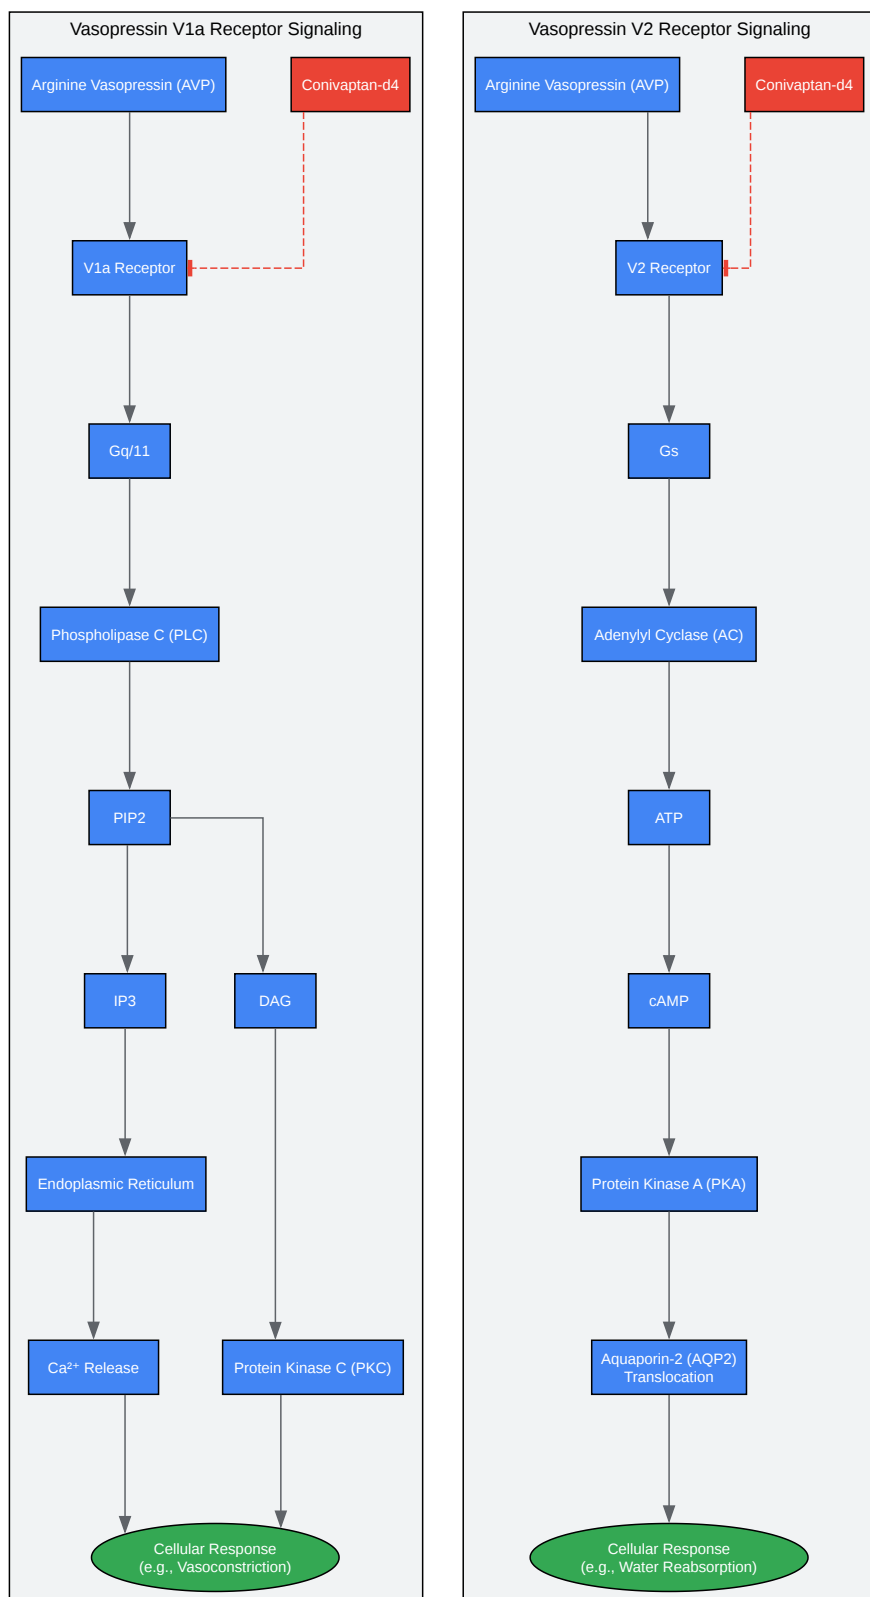 Vasopressin V1a Receptor Signaling
Arginine Vasopressin (AVP)
Conivaptan-d4
V1a Receptor
Gq/11
Phospholipase C (PLC)
PIP2
IP3
DAG
Endoplasmic Reticulum
Ca²⁺ Release
Protein Kinase C (PKC)
Cellular Response
(e.g., Vasoconstriction)
Vasopressin V2 Receptor Signaling
Arginine Vasopressin (AVP)
Conivaptan-d4
V2 Receptor
Gs
Adenylyl Cyclase (AC)
ATP
cAMP
Protein Kinase A (PKA)
Aquaporin-2 (AQP2)
Translocation
Cellular Response
(e.g., Water Reabsorption)